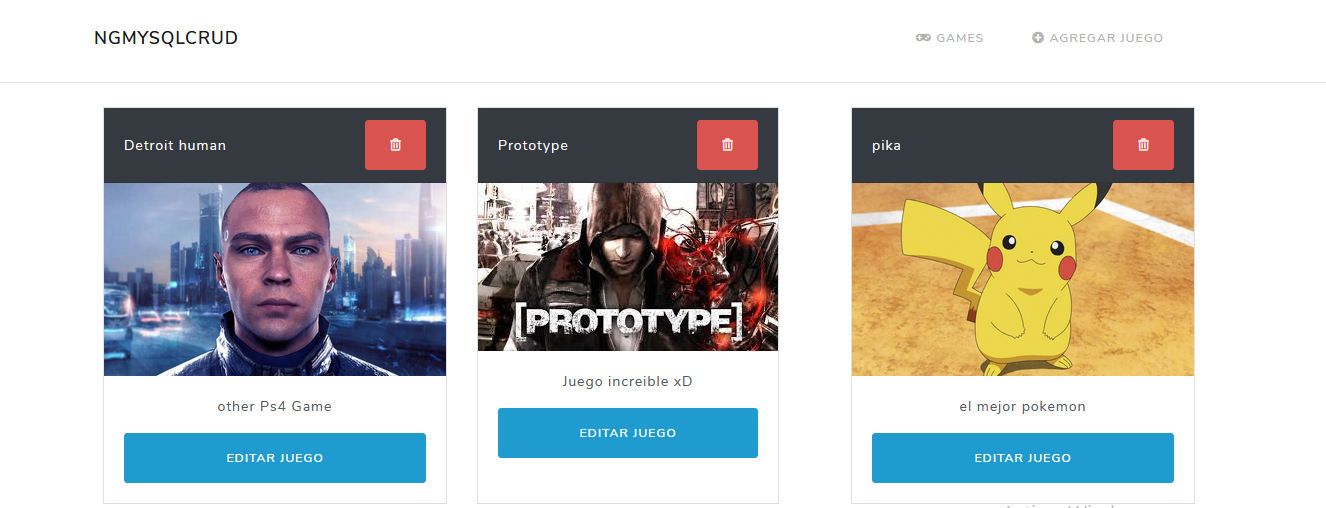 NGMYSQLCRUD
GAMES
AGREGAR JUEGO
Detroit human
Prototype
pika
[PROTOTYPE]
other Ps4 Game
Juego increible xD
el mejor pokemon
EDITAR JUEGO
EDITAR JUEGO
EDITAR JUEGO